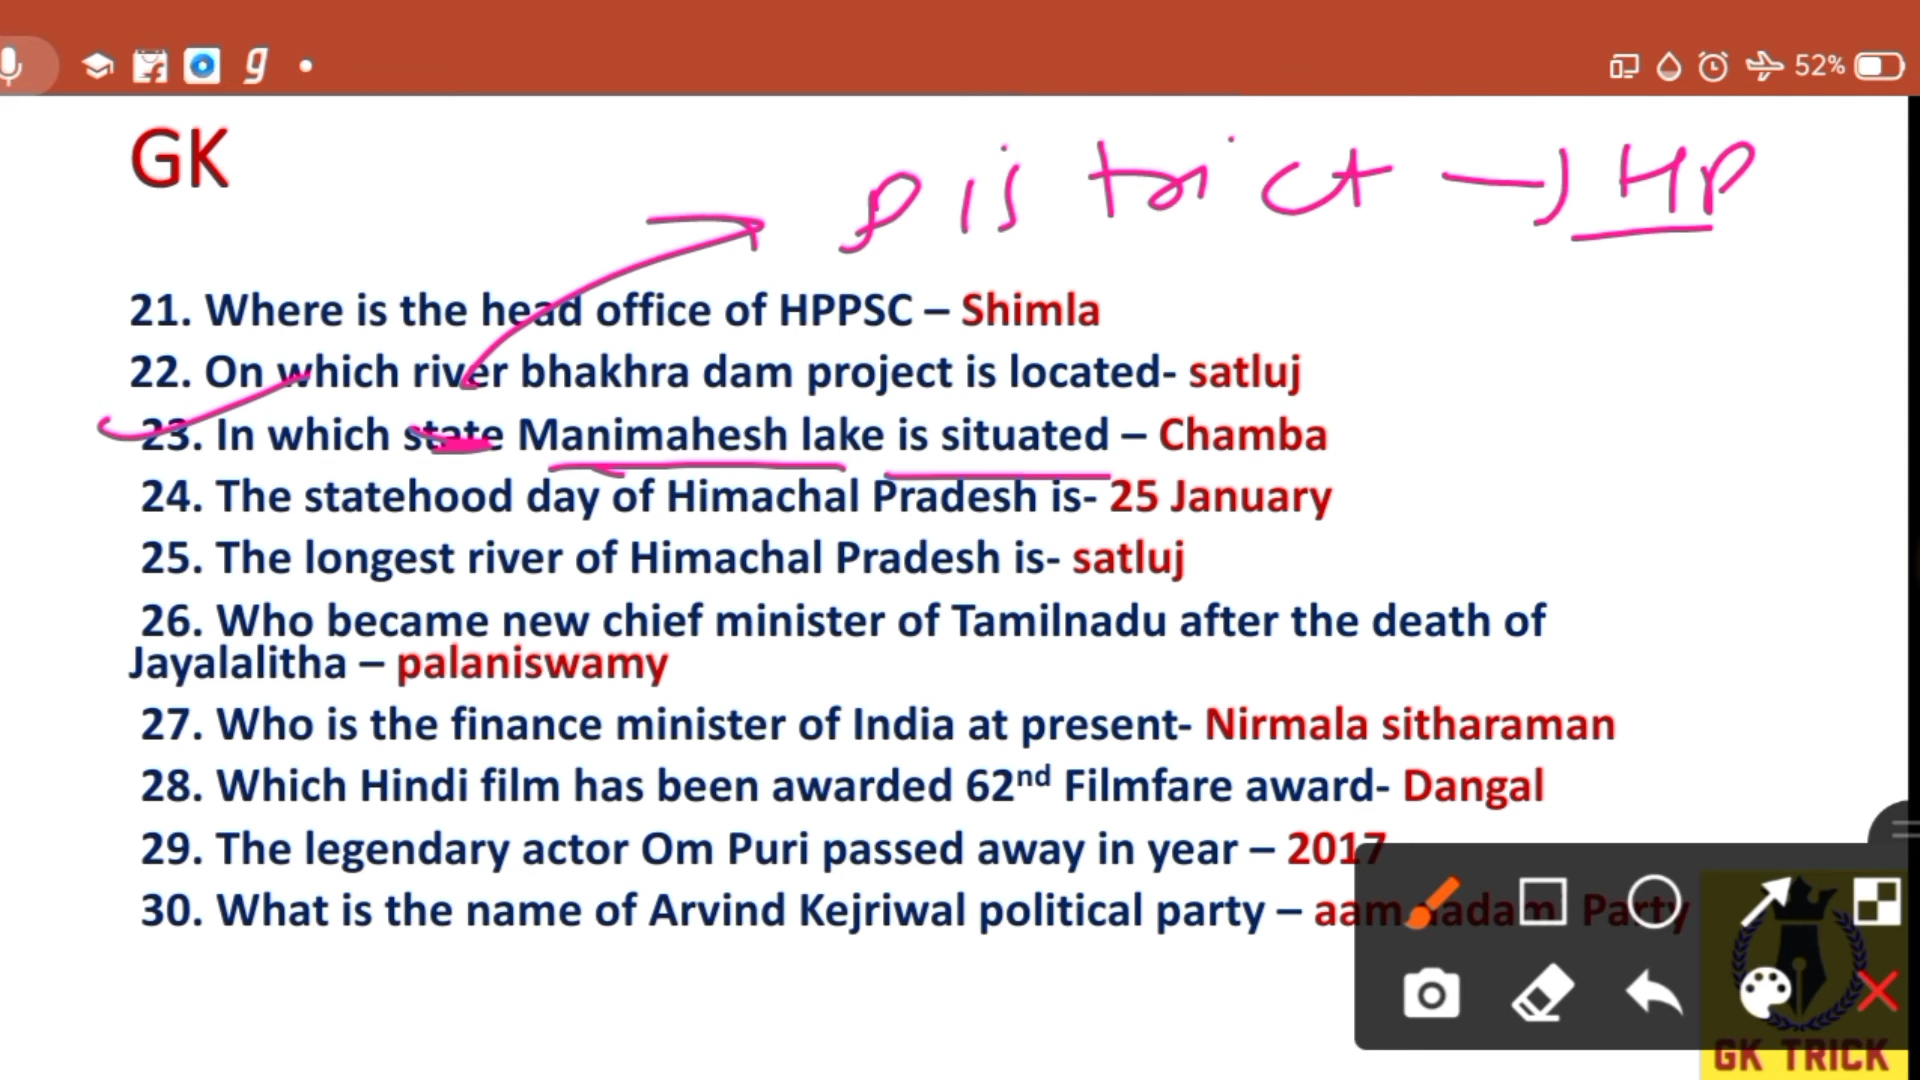 52%
GK
District → HP
21. Where is the head office of HPPSC – Shimla
22. On which river bhakhra dam project is located- satluj
23. In which state Manimahesh lake is situated – Chamba
24. The statehood day of Himachal Pradesh is- 25 January
25. The longest river of Himachal Pradesh is- satluj
26. Who became new chief minister of Tamilnadu after the death of
Jayalalitha – palaniswamy
27. Who is the finance minister of India at present- Nirmala sitharaman
28. Which Hindi film has been awarded 62nd Filmfare award- Dangal
29. The legendary actor Om Puri passed away in year – 2017
30. What is the name of Arvind Kejriwal political party – aam aadami Party
GK TRICK